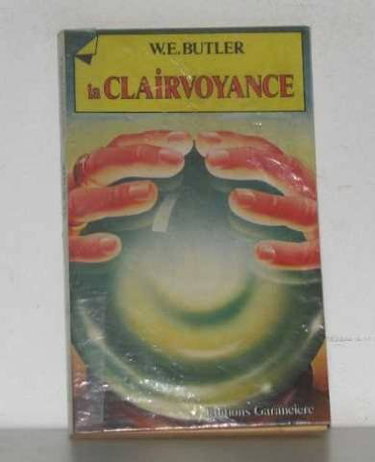 W.E. BUTLER
la CLAiRVOYANCE
Éditions Garancière